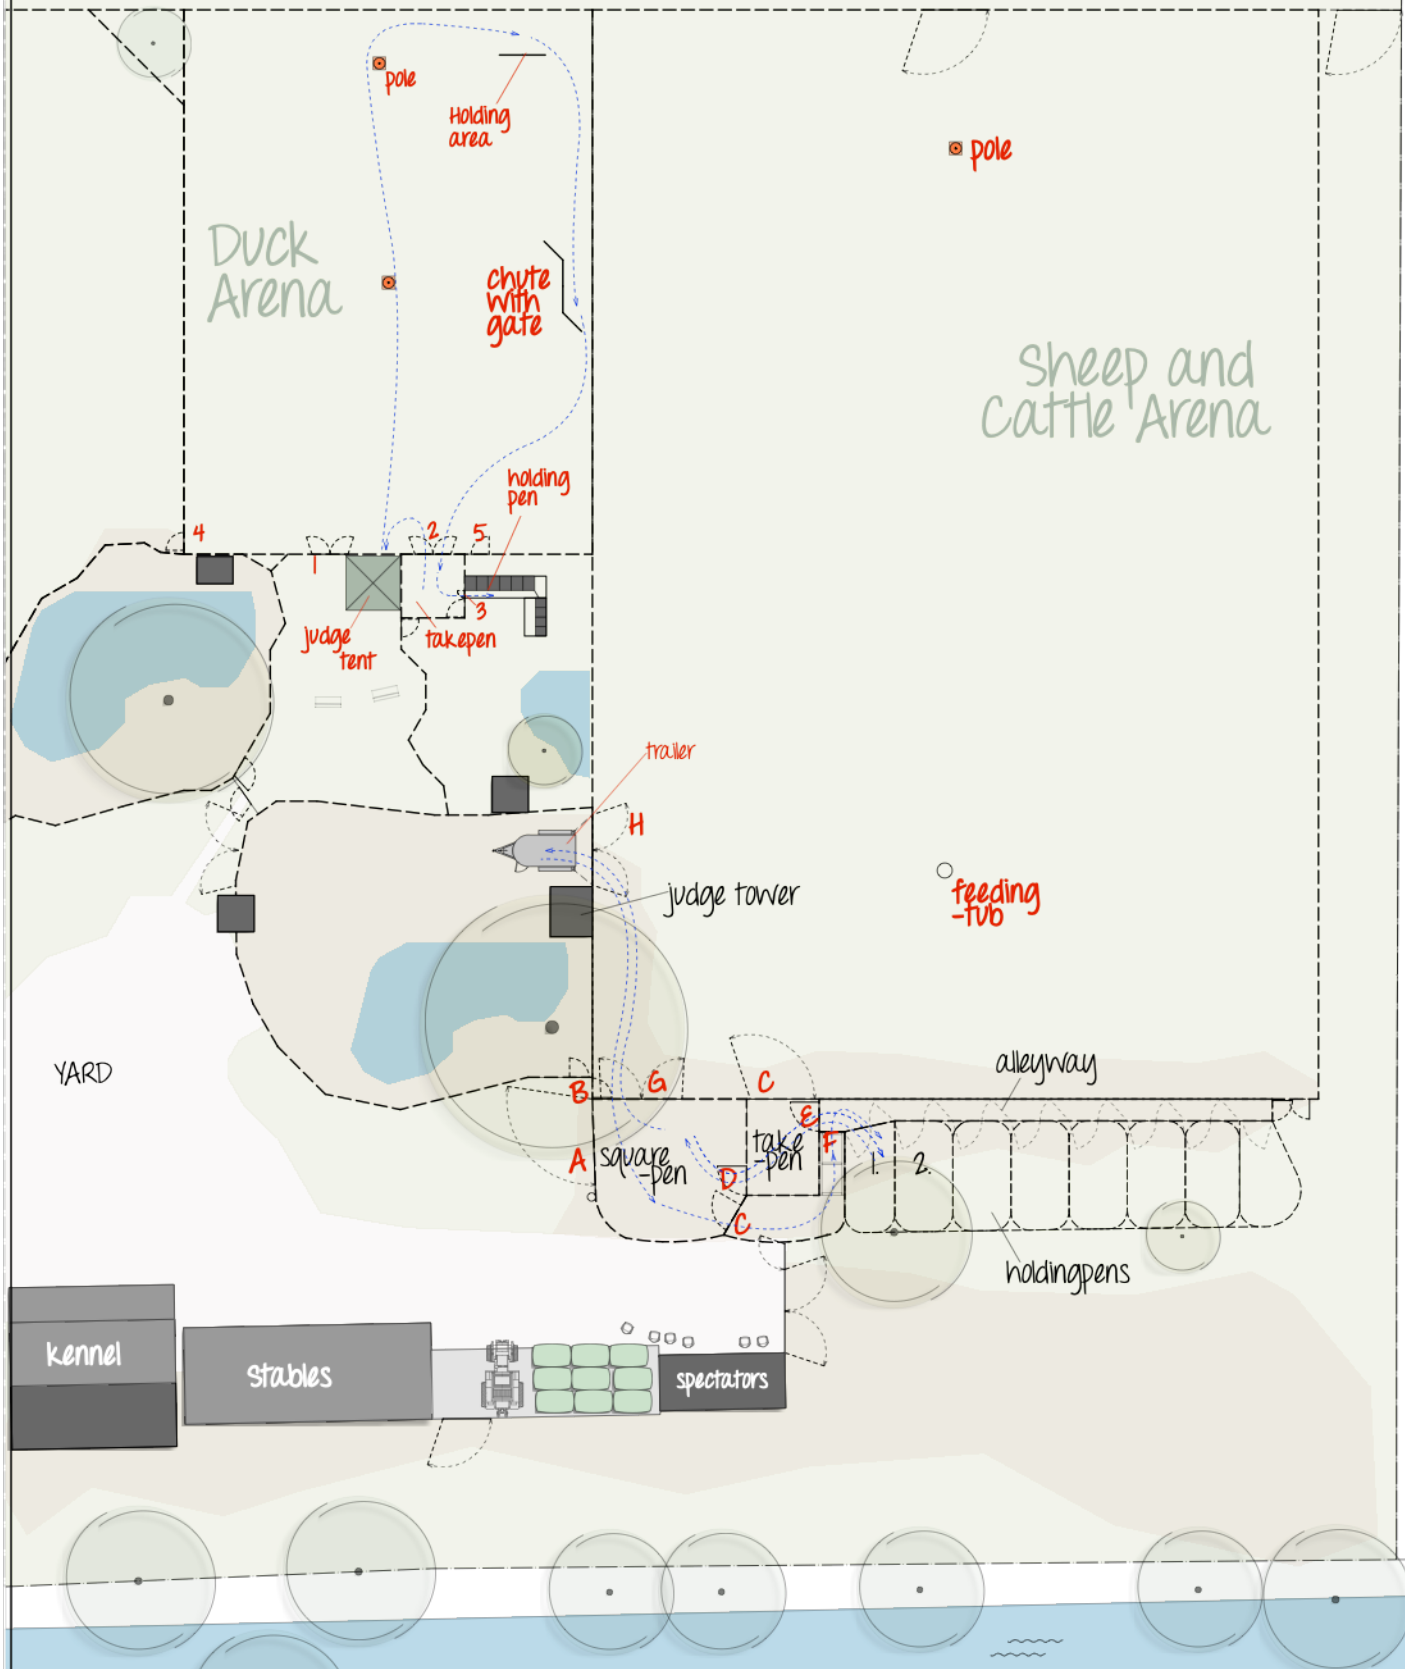 pole
Holding
area
pole
Duck
Arena
chute
with
gate
Sheep and
Cattle Arena
holding
pen
4
1
2
5
3
judge
tent
takepen
trailer
H
judge tower
feeding
-tub
YARD
alleyway
B
G
C
E
F
A
square
-pen
take
-pen
D
C
1.
2.
holdingpens
kennel
stables
spectators